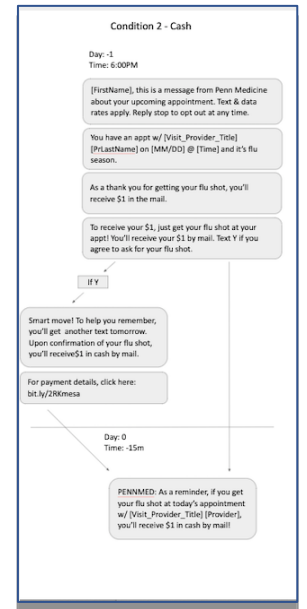 Condition 2 - Cash
Day: -1
Time: 6:00PM
[FirstName], this is a message from Penn Medicine
about your upcoming appointment. Text & data
rates apply. Reply stop to opt out at any time.
You have an appt w/ [Visit_Provider_Title]
[PrLastName] on [MM/DD] @ [Time] and it's flu
season.
As a thank you for getting your flu shot, you'll
receive $1 in the mail.
To receive your $1, just get your flu shot at your
appt! You'll receive your $1 by mail. Text Y if you
agree to ask for your flu shot.
If Y
Smart move! To help you remember,
you'll get another text tomorrow.
Upon confirmation of your flu shot,
you'll receive$1 in cash by mail.
For payment details, click here:
bit.ly/2RKmesa
Day: 0
Time: -15m
PENNMED: As a reminder, if you get
your flu shot at today's appointment
w/ [Visit_Provider_Title] [Provider],
you'll receive $1 in cash by mail!